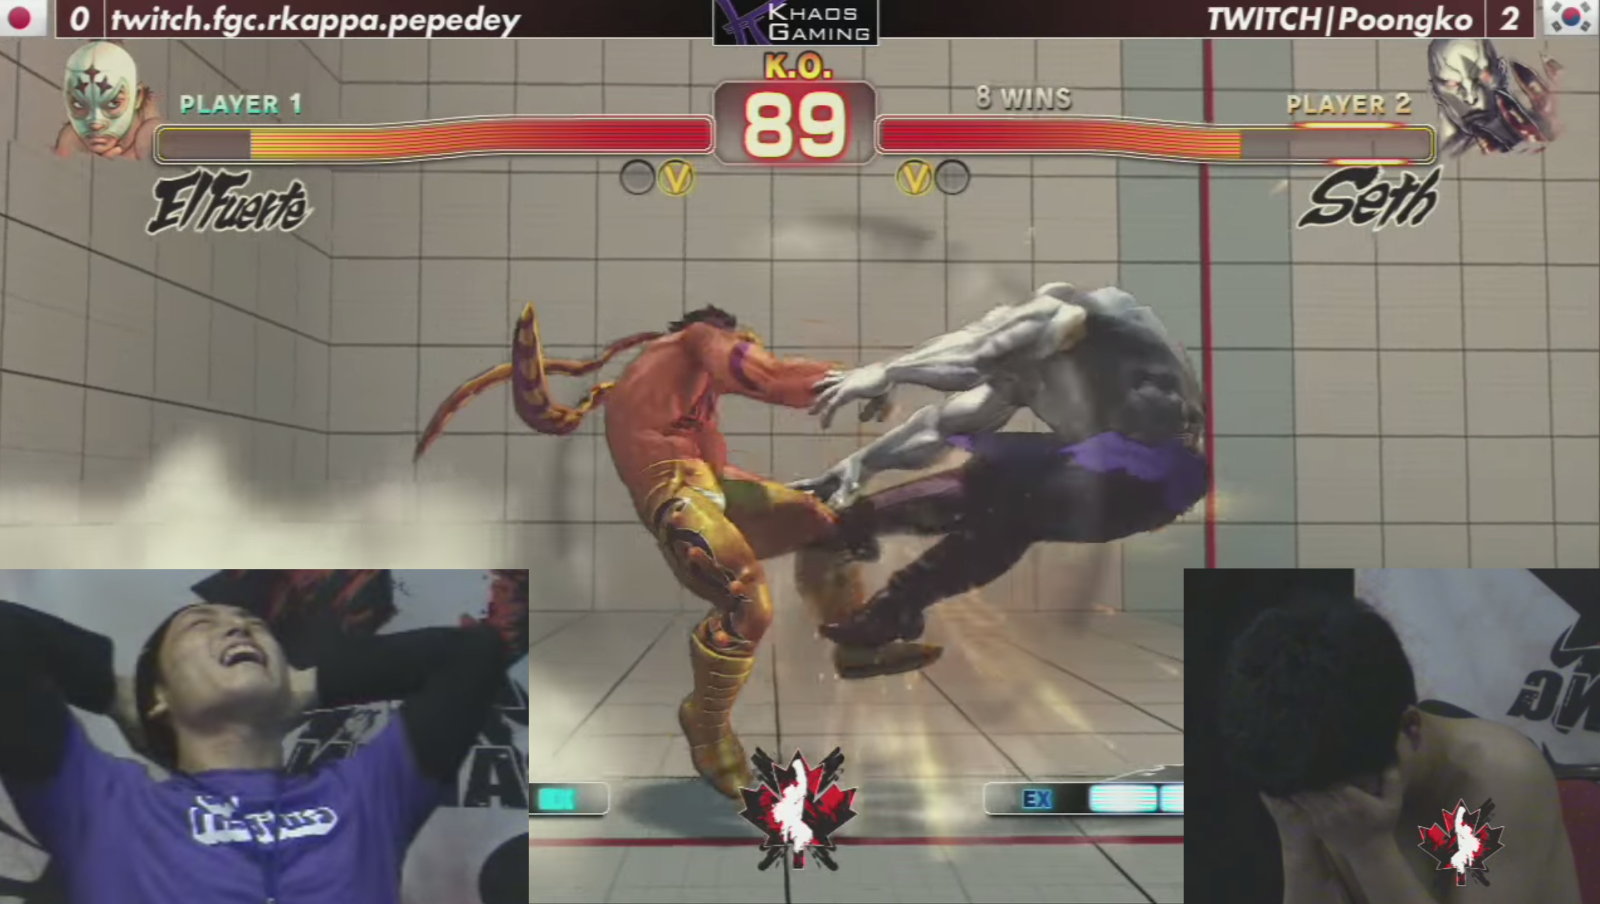 0 twitch.fgc.rkappa.pepedey
KHAOS
GAMING
TWITCH|Poongko 2
K.O.
PLAYER 1
89
8 WINS
PLAYER 2
V
V
El Fuerte
Seth
EX